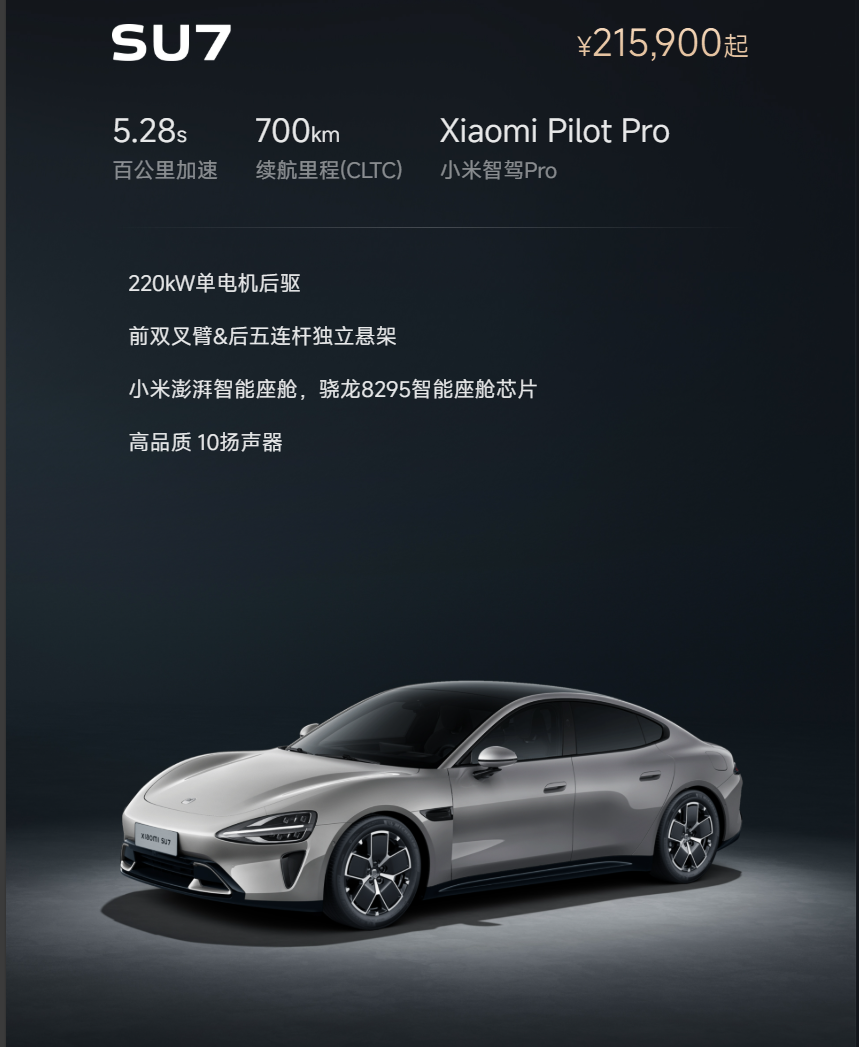 SU7
¥215,900起
5.28s
700km
Xiaomi Pilot Pro
百公里加速
续航里程(CLTC)
小米智驾Pro
220kW单电机后驱
前双叉臂&后五连杆独立悬架
小米澎湃智能座舱，骁龙8295智能座舱芯片
高品质 10扬声器
XIAOMI SU7